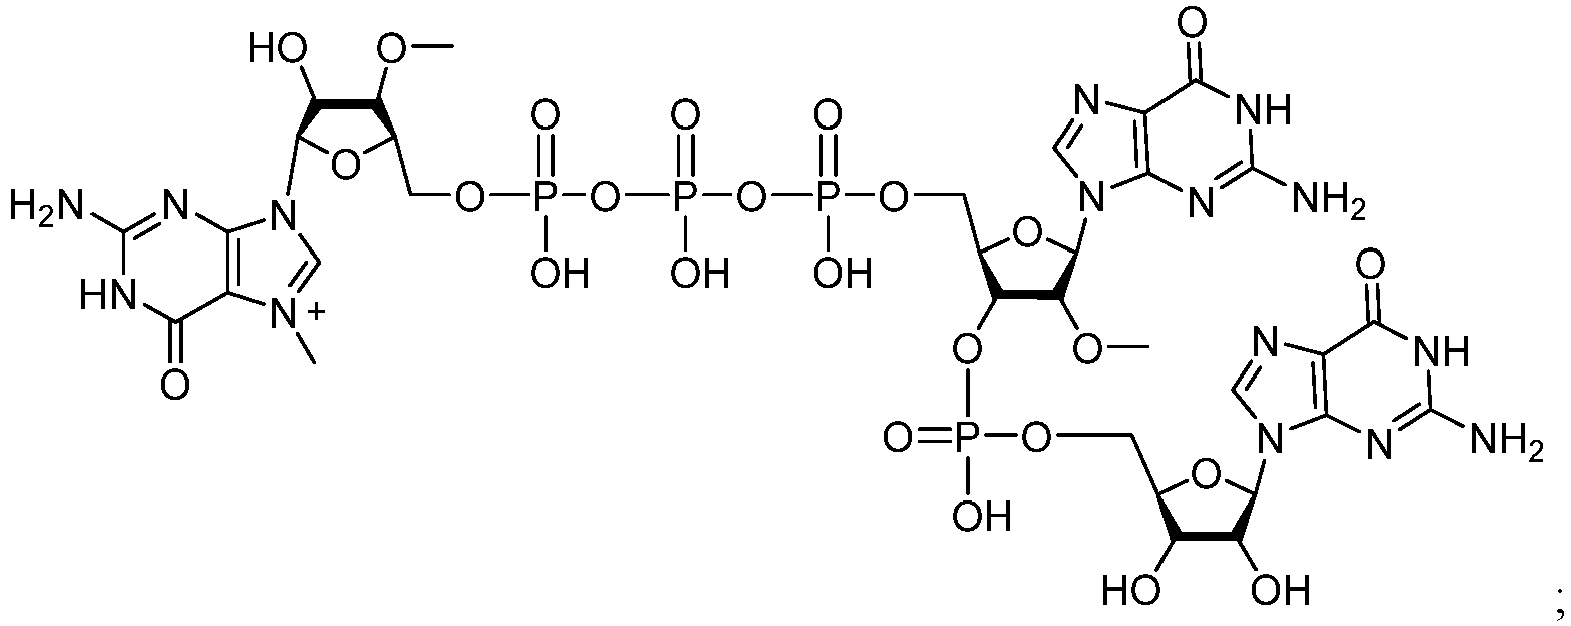 HO O O
O O O N NH
O N N NH2
H2N N N O P O P O P O
HN N+ OH OH OH O
O O O O
N NH
O=P O N N NH2
OH O
HO OH ;